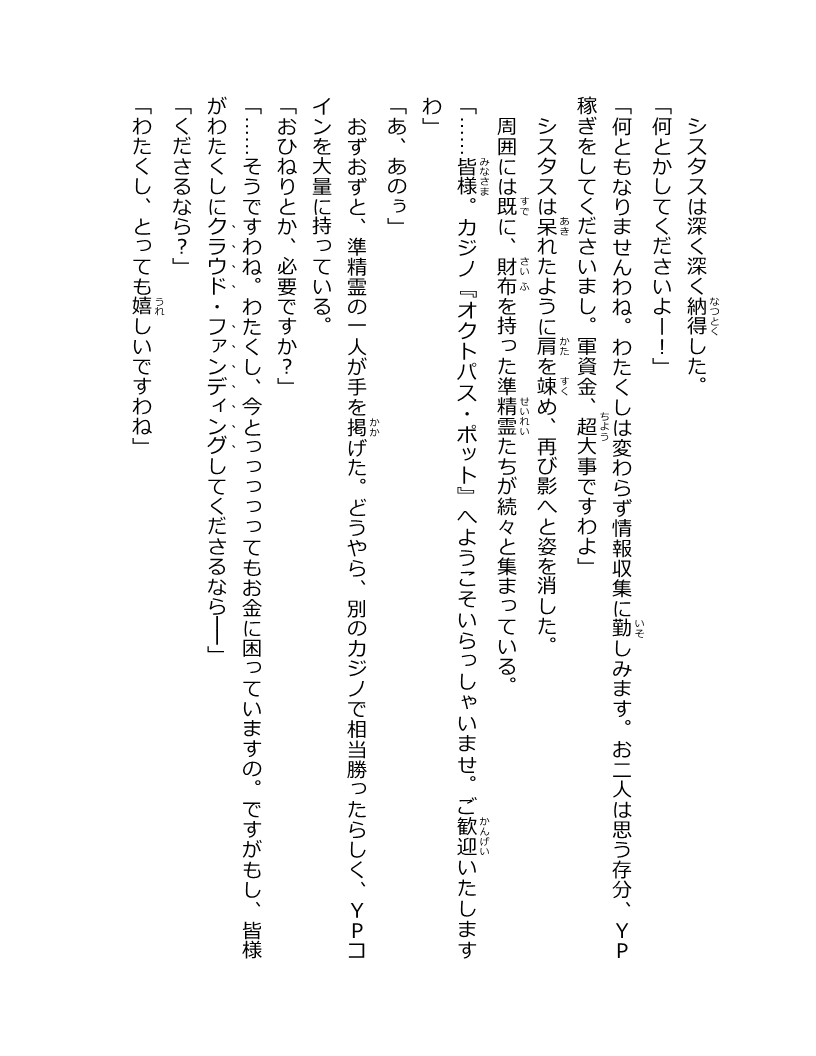 シスタスは深く深く納得した。
「何とかしてくださいよー！」
「何ともなりませんわね。わたくしは変わらず情報収集に勤しみます。お二人は思う存分、ＹＰ
稼ぎをしてくださいまし。軍資金、超大事ですわよ」
シスタスは呆れたように肩を竦め、再び影へと姿を消した。
周囲には既に、財布を持った準精霊たちが続々と集まっている。
「……皆様。カジノ『オクトパス・ポット』へようこそいらっしゃいませ。ご歓迎いたします
わ」
「あ、あのぅ」
おずおずと、準精霊の一人が手を掲げた。どうやら、別のカジノで相当勝ったらしく、ＹＰコ
インを大量に持っている。
「おひねりとか、必要ですか？」
「……そうですわね。わたくし、今とっっっっってもお金に困っていますの。ですがもし、皆様
がわたくしにクラウド・ファンディングしてくださるなら――」
「くださるなら？」
「わたくし、とっても嬉しいですわね」